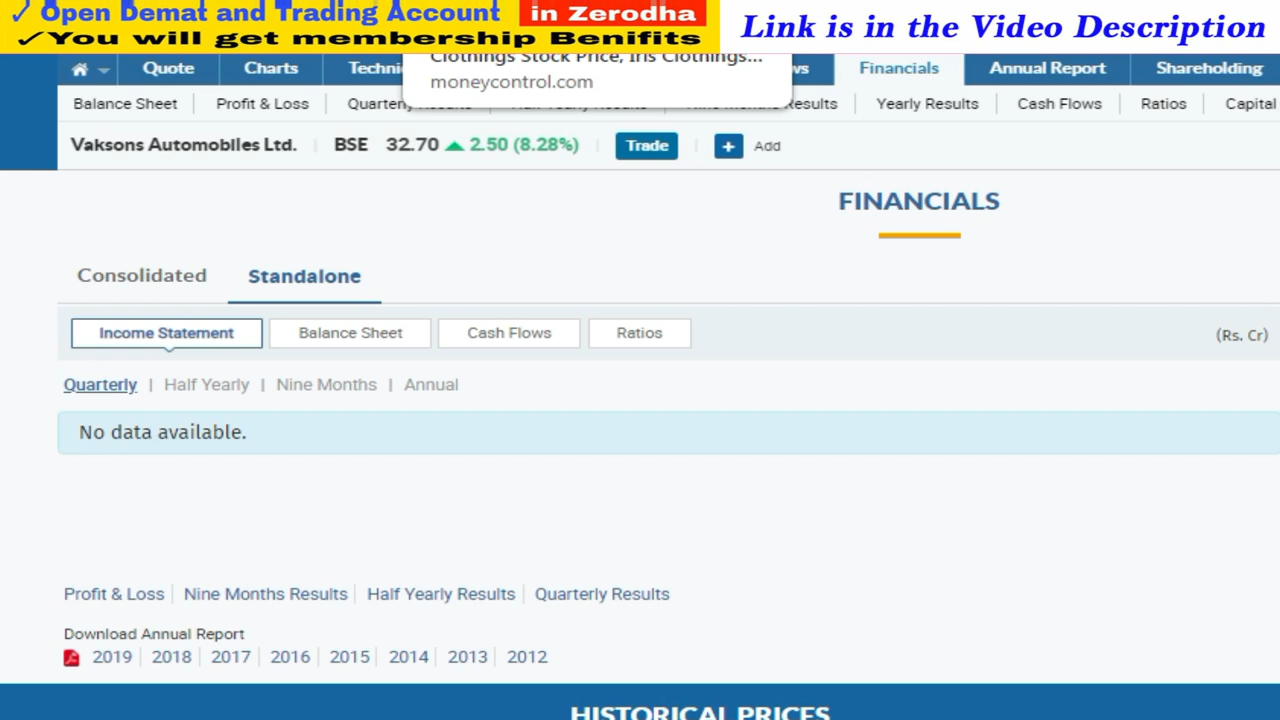 ✓ Open Demat and Trading Account in Zerodha
✓You will get membership Benifits
Link is in the Video Description
Quote Charts Financials Annual Report Shareholding
Clothings Stock Price, Iris Clothings...
moneycontrol.com
Balance Sheet | Profit & Loss | Yearly Results | Cash Flows | Ratios | Capital
Vaksons Automobiles Ltd. | BSE 32.70 ▲ 2.50 (8.28%) | Trade | + Add
FINANCIALS
Consolidated Standalone
Income Statement Balance Sheet Cash Flows Ratios (Rs. Cr)
Quarterly | Half Yearly | Nine Months | Annual
No data available.
Profit & Loss | Nine Months Results | Half Yearly Results | Quarterly Results
Download Annual Report
2019 | 2018 | 2017 | 2016 | 2015 | 2014 | 2013 | 2012
HISTORICAL PRICES